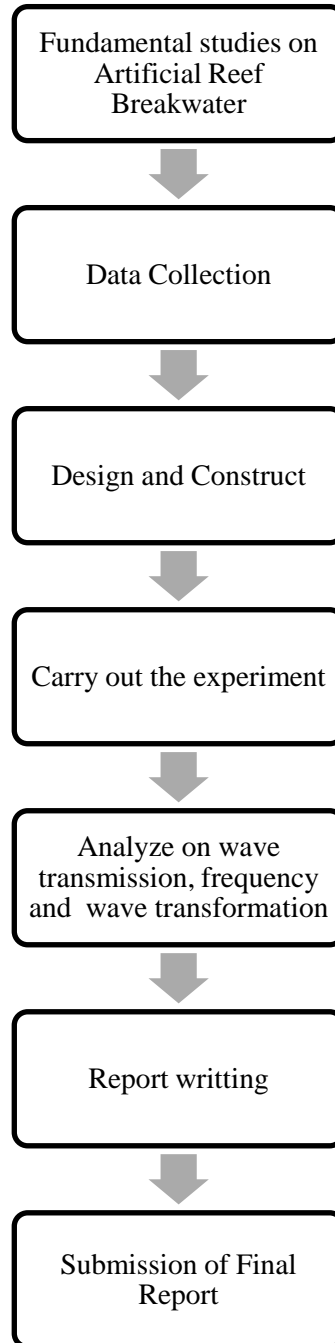 Fundamental studies on
Artificial Reef
Breakwater
Data Collection
Design and Construct
Carry out the experiment
Analyze on wave
transmission, frequency
and wave transformation
Report writting
Submission of Final
Report